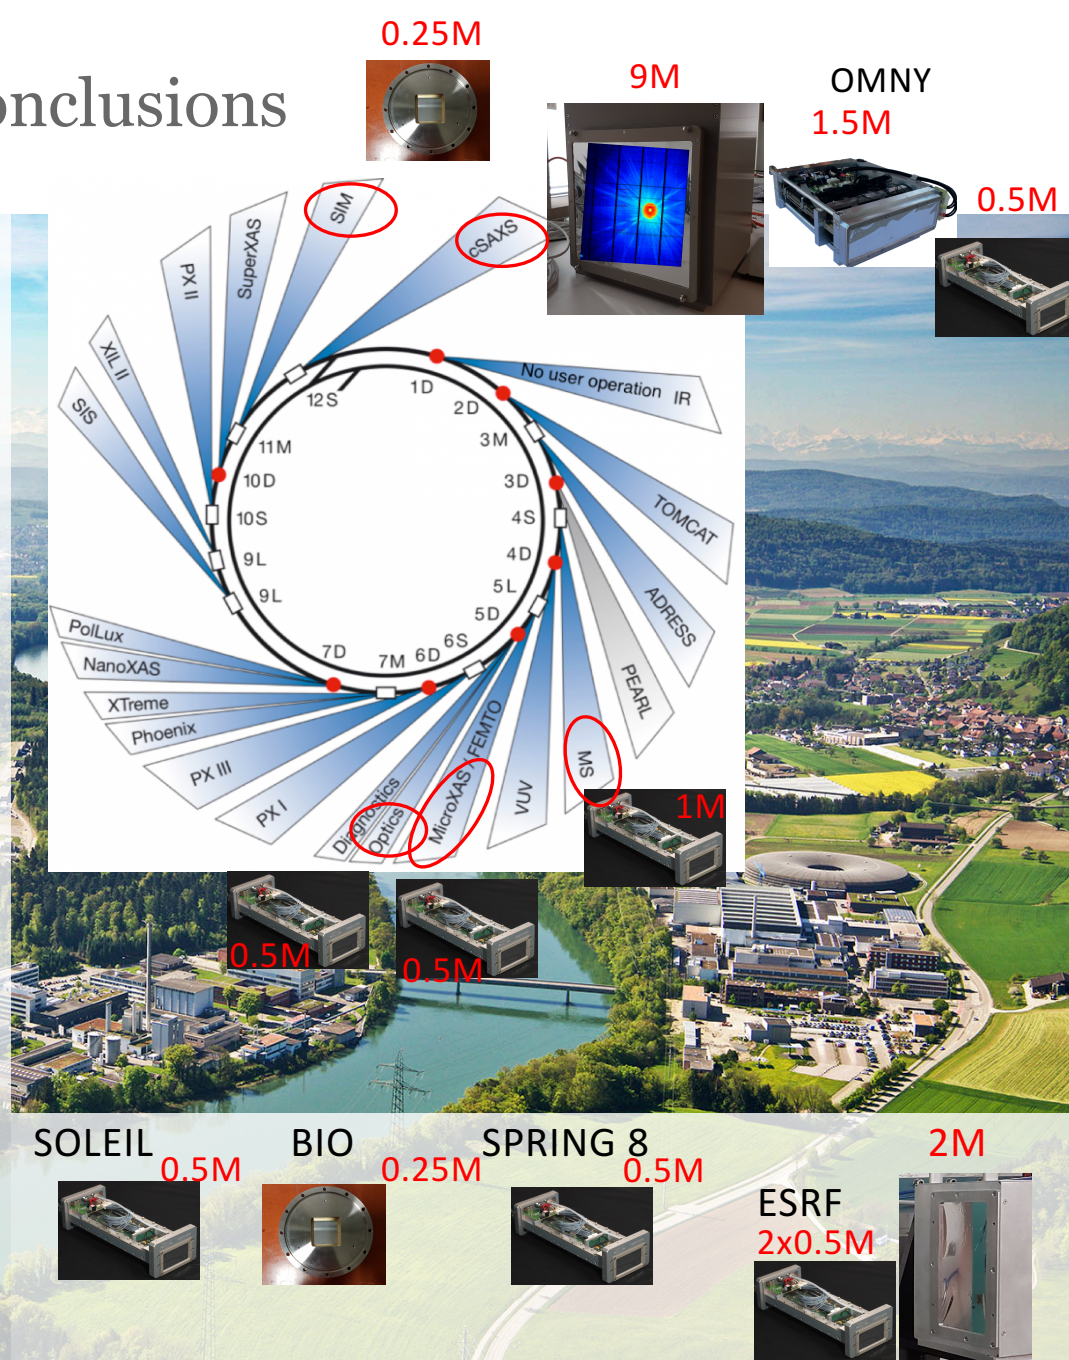 0.25M
onclusions
9M
OMNY
1.5M
0.5M
SIM
cSAXS
SuperXAS
PX II
XIL II
SIS
No user operation IR
TOMCAT
ADRESS
PEARL
MS
VUV
MicroXAS / FEMTO
Optics
Diagnostics
PX I
PX III
Phoenix
XTreme
NanoXAS
PolLux
12S
1D
2D
3M
3D
4S
4D
5L
5D
6S
6D
7M
7D
9L
9L
10S
10D
11M
1M
0.5M
0.5M
SOLEIL
0.5M
BIO
0.25M
SPRING 8
0.5M
2M
ESRF
2x0.5M